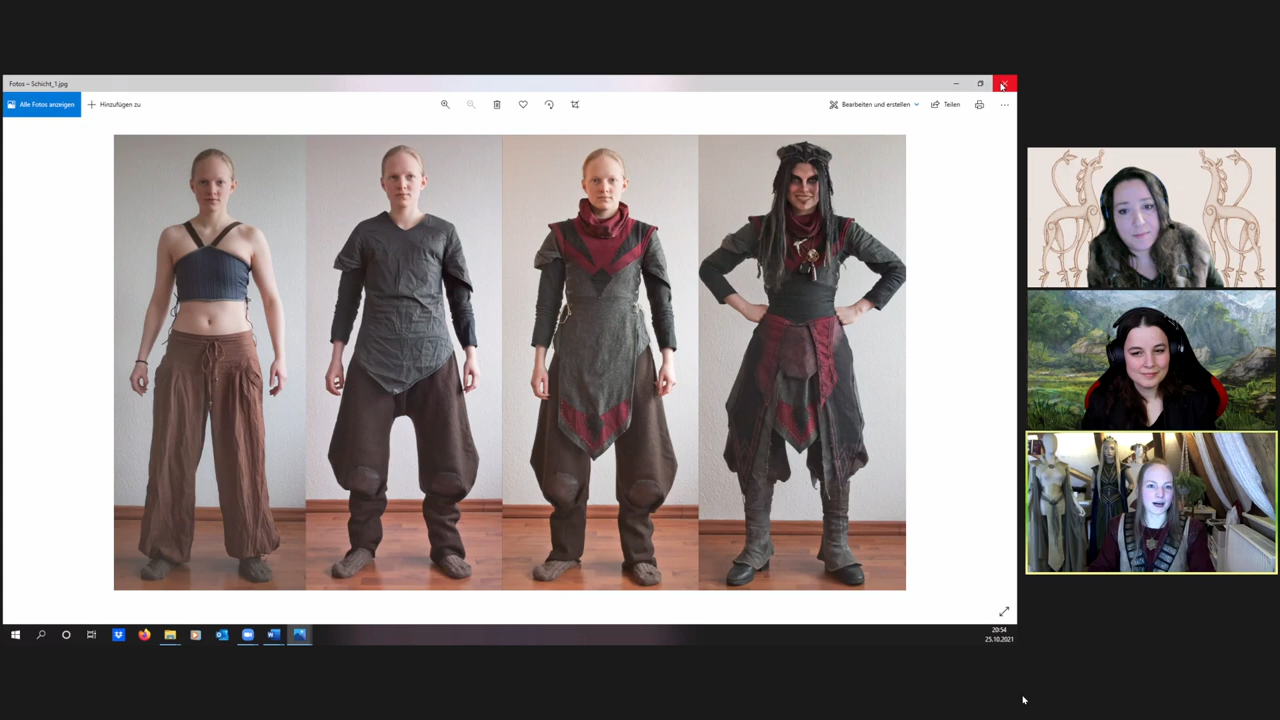 Fotos – Schicht_1.jpg
Alle Fotos anzeigen
Hinzufügen zu
Bearbeiten und erstellen
Teilen
20:54
25.10.2021